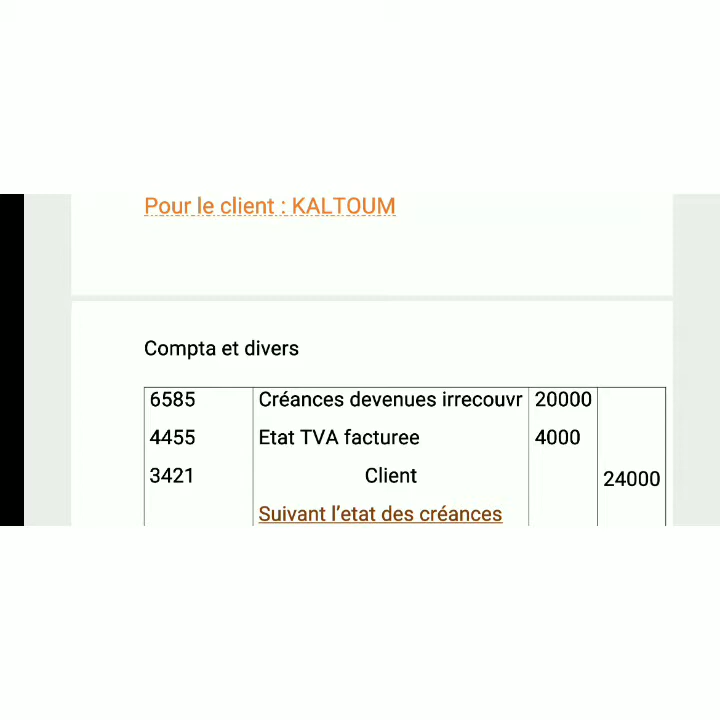 Pour le client : KALTOUM
Compta et divers
6585 Créances devenues irrecouvr 20000
4455 Etat TVA facturee 4000
3421 Client 24000
Suivant l’etat des créances